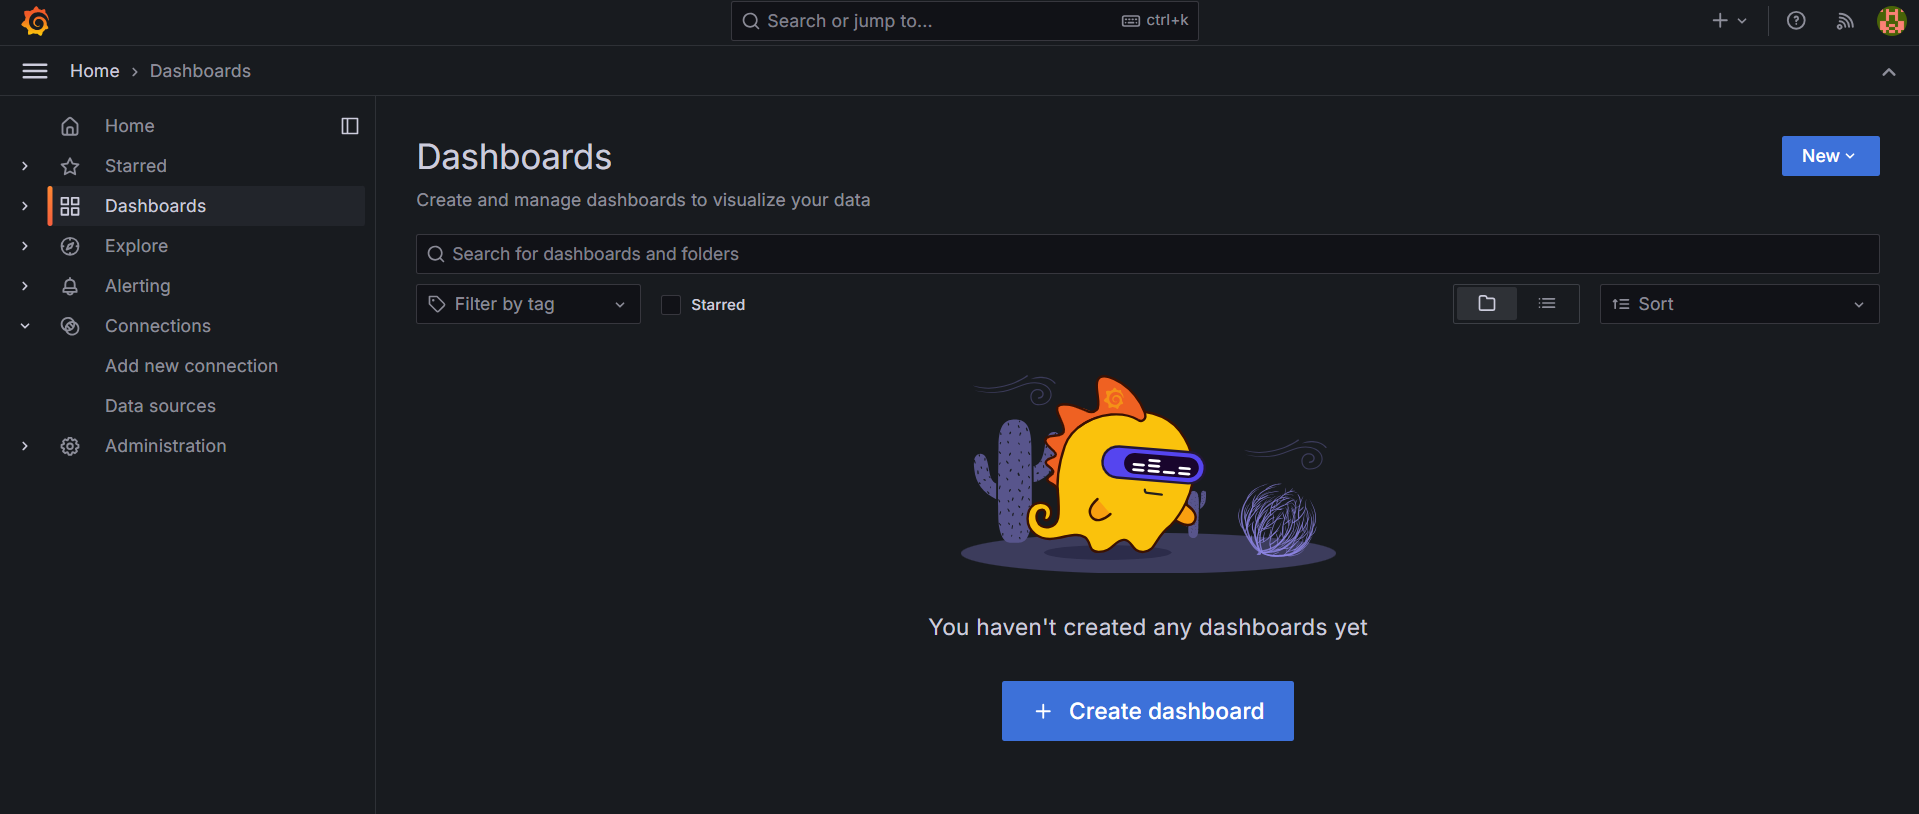 Search or jump to...
ctrl+k
Home
Dashboards
Home
Starred
Dashboards
Explore
Alerting
Connections
Add new connection
Data sources
Administration
Dashboards
New
Create and manage dashboards to visualize your data
Search for dashboards and folders
Filter by tag
Starred
Sort
You haven't created any dashboards yet
Create dashboard